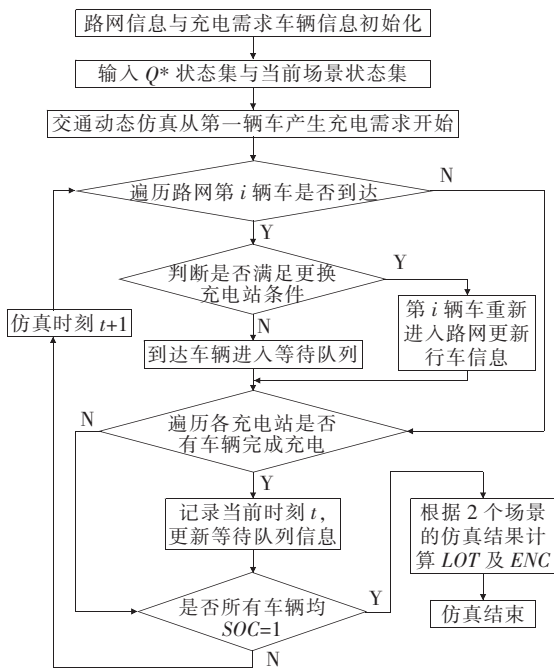 路网信息与充电需求车辆信息初始化
输入 Q* 状态集与当前场景状态集
交通动态仿真从第一辆车产生充电需求开始
遍历路网第 i 辆车是否到达
N
Y
判断是否满足更换
充电站条件
Y
N
仿真时刻 t+1
第 i 辆车重新
进入路网更新
行车信息
到达车辆进入等待队列
遍历各充电站是否
有车辆完成充电
N
Y
记录当前时刻 t，
更新等待队列信息
根据 2 个场景
的仿真结果计
算 LOT 及 ENC
是否所有车辆均
SOC=1
Y
N
仿真结束